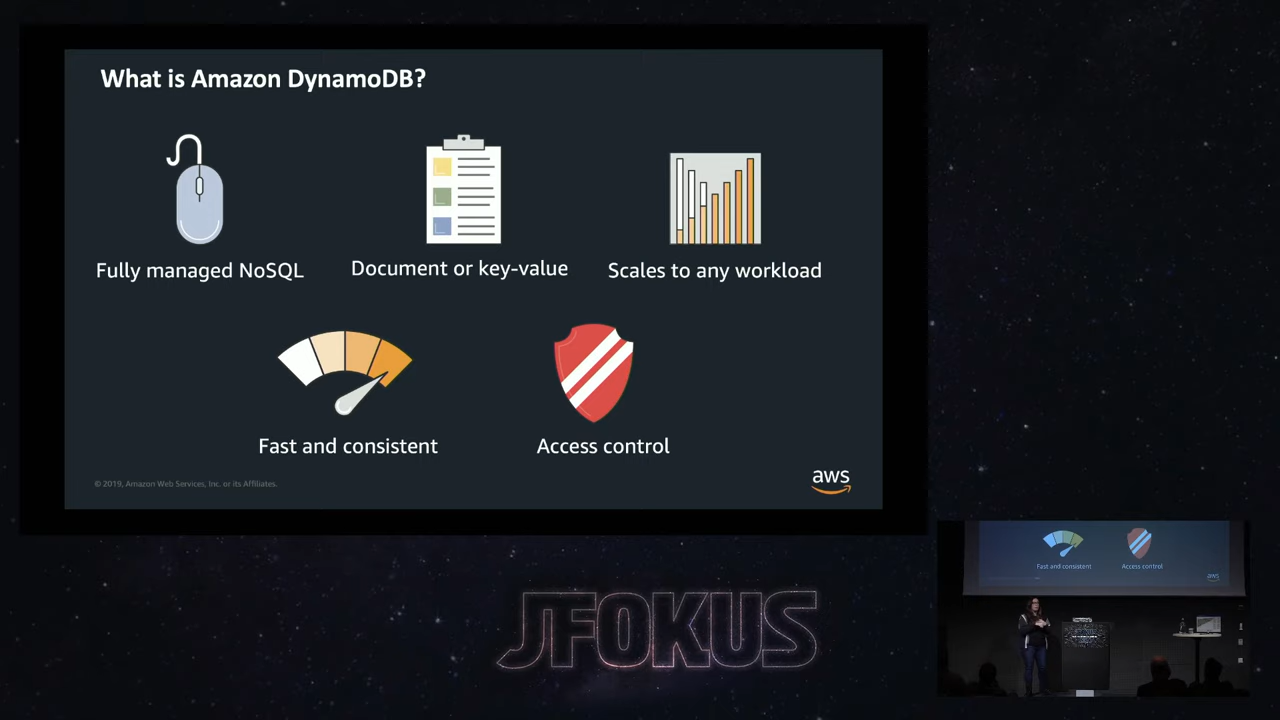 What is Amazon DynamoDB?
Fully managed NoSQL
Document or key-value
Scales to any workload
Fast and consistent
Access control
© 2019, Amazon Web Services, Inc. or its Affiliates.
aws
JFOKUS
Fast and consistent
Access control
aws